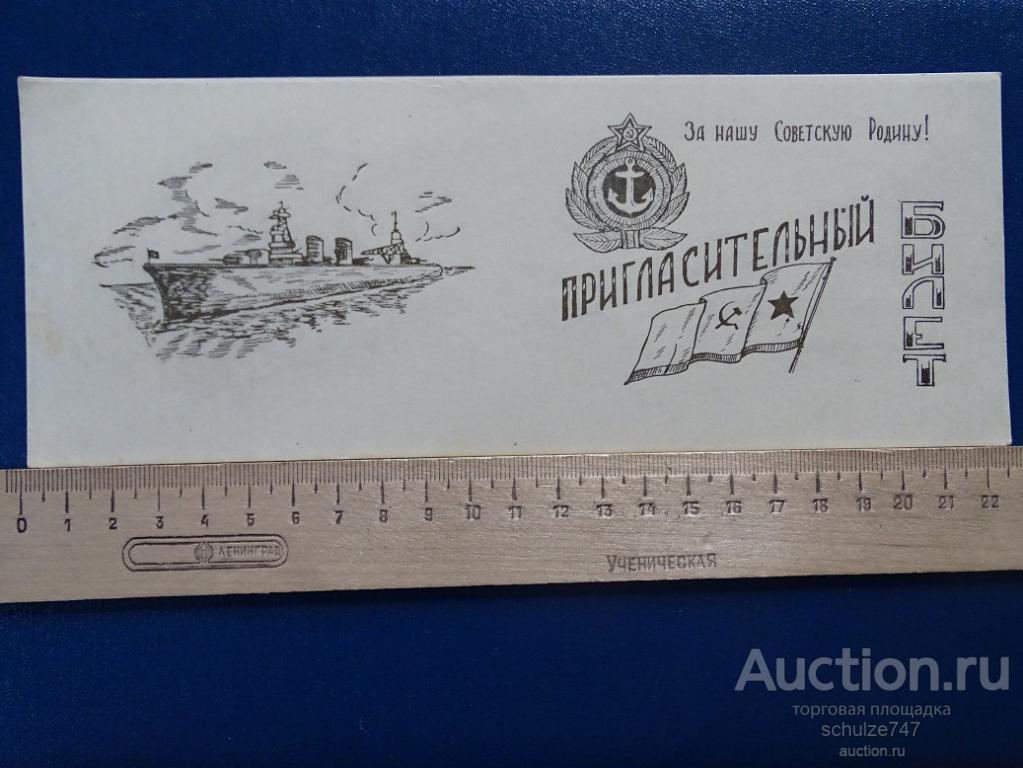 За нашу Советскую Родину!
ПРИГЛАСИТЕЛЬНЫЙ
БИЛЕТ
0 1 2 3 4 5 6 7 8 9 10 11 12 13 14 15 16 17 18 19 20 21 22
ЛЕНИНГРАД
УЧЕНИЧЕСКАЯ
Auction.ru
торговая площадка
schulze747
auction.ru